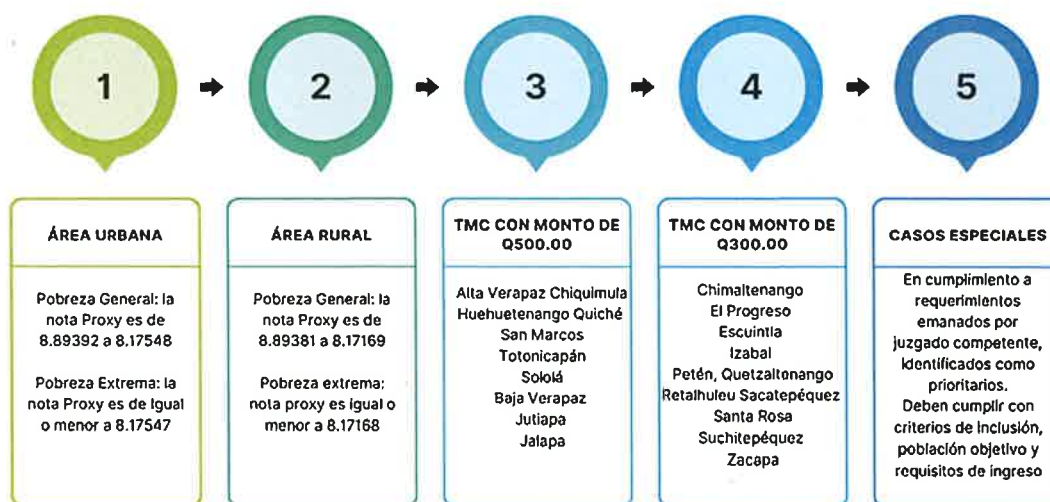 1
2
3
4
5
ÁREA URBANA
Pobreza General: la
nota Proxy es de
8.89392 a 8.17548
Pobreza Extrema: la
nota Proxy es de Igual
o menor a 8.17547
ÁREA RURAL
Pobreza General: la
nota Proxy es de
8.89381 a 8.17169
Pobreza extrema:
nota proxy es igual o
menor a 8.17168
TMC CON MONTO DE
Q500.00
Alta Verapaz Chiquimula
Huehuetenango Quiché
San Marcos
Totonicapán
Sololá
Baja Verapaz
Jutiapa
Jalapa
TMC CON MONTO DE
Q300.00
Chimaltenango
El Progreso
Escuintla
Izabal
Petén, Quetzaltenango
Retalhuleu Sacatepéquez
Santa Rosa
Suchitepéquez
Zacapa
CASOS ESPECIALES
En cumplimiento a
requerimientos
emanados por
juzgado competente,
identificados como
prioritarios.
Deben cumplir con
criterios de inclusión,
población objetivo y
requisitos de ingreso